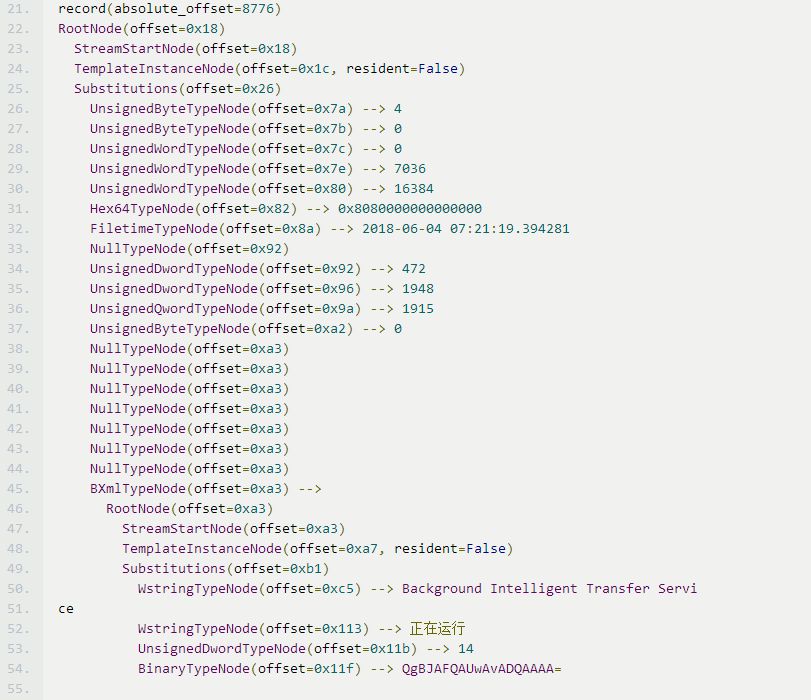 21. record(absolute_offset=8776)
22. RootNode(offset=0x18)
23. StreamStartNode(offset=0x18)
24. TemplateInstanceNode(offset=0x1c, resident=False)
25. Substitutions(offset=0x26)
26. UnsignedByteTypeNode(offset=0x7a) --> 4
27. UnsignedByteTypeNode(offset=0x7b) --> 0
28. UnsignedWordTypeNode(offset=0x7c) --> 0
29. UnsignedWordTypeNode(offset=0x7e) --> 7036
30. UnsignedWordTypeNode(offset=0x80) --> 16384
31. Hex64TypeNode(offset=0x82) --> 0x8080000000000000
32. FiletimeTypeNode(offset=0x8a) --> 2018-06-04 07:21:19.394281
33. NullTypeNode(offset=0x92)
34. UnsignedDwordTypeNode(offset=0x92) --> 472
35. UnsignedDwordTypeNode(offset=0x96) --> 1948
36. UnsignedQwordTypeNode(offset=0x9a) --> 1915
37. UnsignedByteTypeNode(offset=0xa2) --> 0
38. NullTypeNode(offset=0xa3)
39. NullTypeNode(offset=0xa3)
40. NullTypeNode(offset=0xa3)
41. NullTypeNode(offset=0xa3)
42. NullTypeNode(offset=0xa3)
43. NullTypeNode(offset=0xa3)
44. NullTypeNode(offset=0xa3)
45. BXmlTypeNode(offset=0xa3) -->
46. RootNode(offset=0xa3)
47. StreamStartNode(offset=0xa3)
48. TemplateInstanceNode(offset=0xa7, resident=False)
49. Substitutions(offset=0xb1)
50. WstringTypeNode(offset=0xc5) --> Background Intelligent Transfer Servi
51. ce
52. WstringTypeNode(offset=0x113) --> 正在运行
53. UnsignedDwordTypeNode(offset=0x11b) --> 14
54. BinaryTypeNode(offset=0x11f) --> QgBJAFQAUwAvADQAAAA=
55.